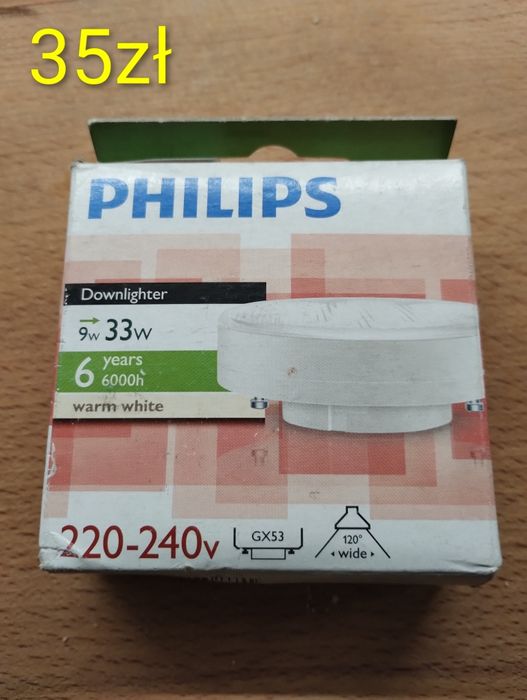 35zł
PHILIPS
Downlighter
9w 33w
6 years
6000h
warm white
220-240v
GX53
120°
wide